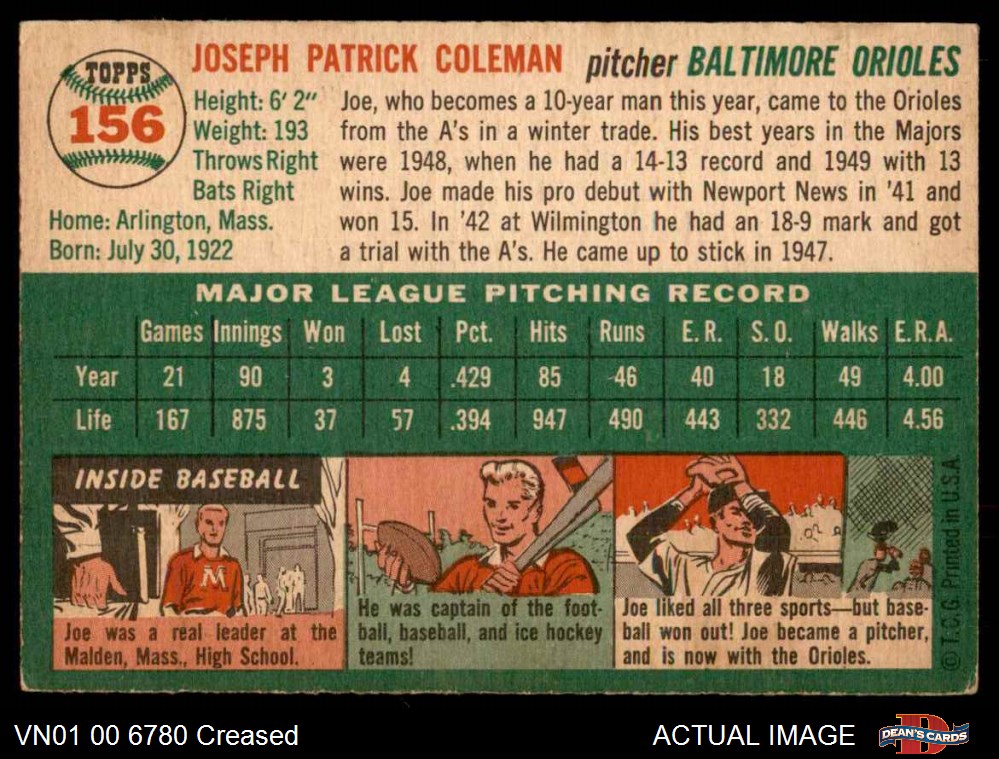 TOPPS
156
JOSEPH PATRICK COLEMAN pitcher BALTIMORE ORIOLES
Height: 6' 2"
Weight: 193
Throws Right
Bats Right
Home: Arlington, Mass.
Born: July 30, 1922
Joe, who becomes a 10-year man this year, came to the Orioles
from the A's in a winter trade. His best years in the Majors
were 1948, when he had a 14-13 record and 1949 with 13
wins. Joe made his pro debut with Newport News in '41 and
won 15. In '42 at Wilmington he had an 18-9 mark and got
a trial with the A's. He came up to stick in 1947.
MAJOR LEAGUE PITCHING RECORD
Games Innings Won Lost Pct. Hits Runs E. R. S. O. Walks E.R.A.
Year 21 90 3 4 .429 85 46 40 18 49 4.00
Life 167 875 37 57 .394 947 490 443 332 446 4.56
INSIDE BASEBALL
M
Joe was a real leader at the
Malden, Mass., High School.
He was captain of the foot-
ball, baseball, and ice hockey
teams!
Joe liked all three sports—but base-
ball won out! Joe became a pitcher,
and is now with the Orioles.
© T.C.G. Printed in U.S.A.
VN01 00 6780 Creased
ACTUAL IMAGE
D
DEAN'S CARDS